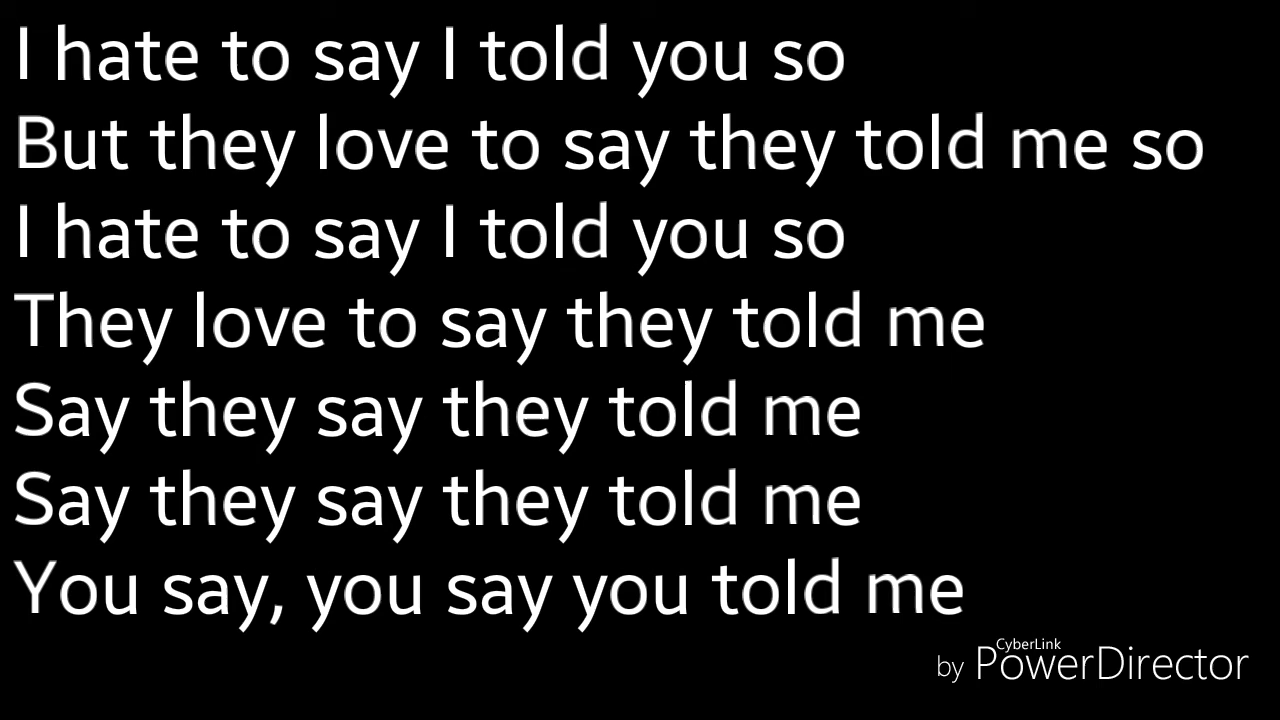 I hate to say I told you so
But they love to say they told me so
I hate to say I told you so
They love to say they told me
Say they say they told me
Say they say they told me
You say, you say you told me
CyberLink
by PowerDirector